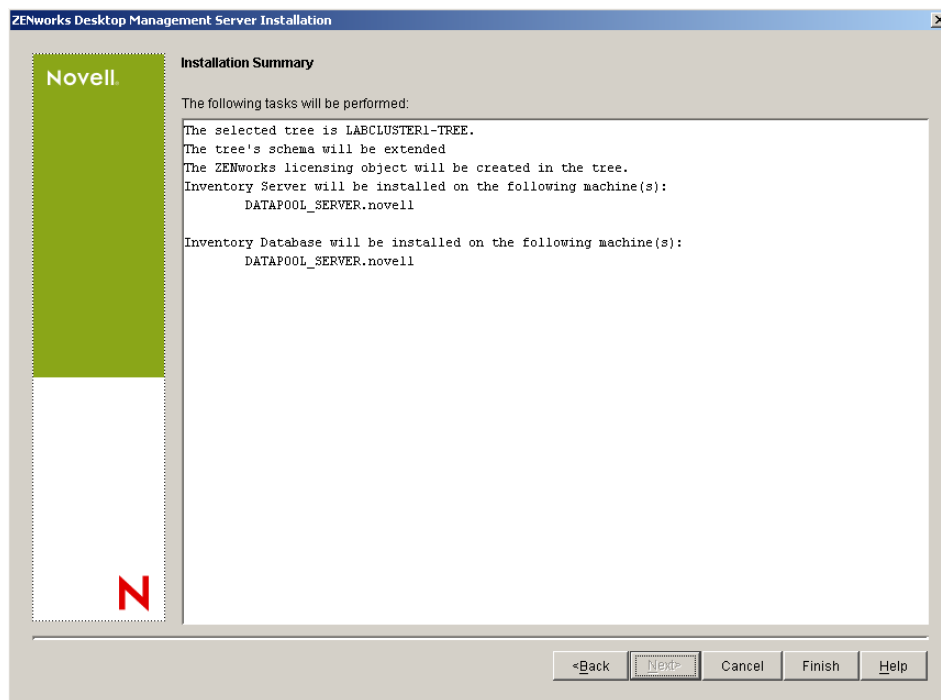 ZENworks Desktop Management Server Installation
Novell.
Installation Summary
The following tasks will be performed:
The selected tree is LABCLUSTER1-TREE.
The tree's schema will be extended
The ZENworks licensing object will be created in the tree.
Inventory Server will be installed on the following machine(s):
DATAPOOL_SERVER.novell
Inventory Database will be installed on the following machine(s):
DATAPOOL_SERVER.novell
N
<Back Next> Cancel Finish Help